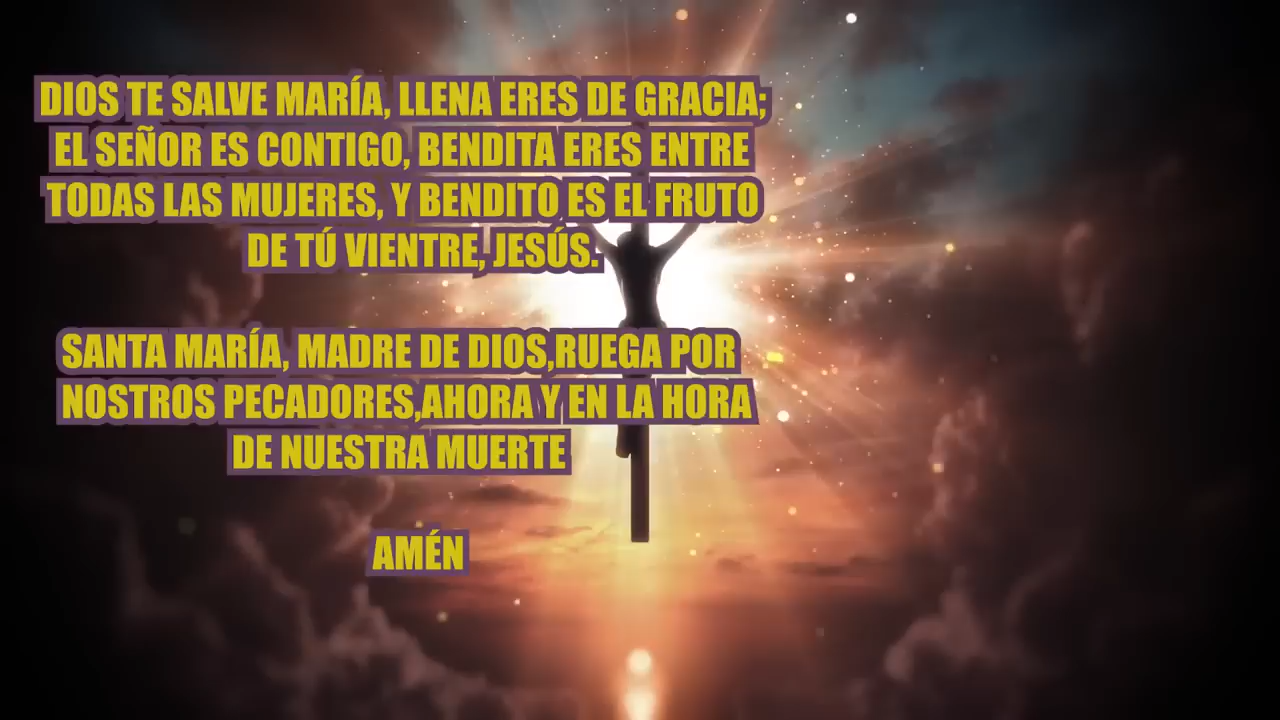 DIOS TE SALVE MARÍA, LLENA ERES DE GRACIA;
EL SEÑOR ES CONTIGO, BENDITA ERES ENTRE
TODAS LAS MUJERES, Y BENDITO ES EL FRUTO
DE TÚ VIENTRE, JESÚS.
SANTA MARÍA, MADRE DE DIOS,RUEGA POR
NOSTROS PECADORES,AHORA Y EN LA HORA
DE NUESTRA MUERTE
AMÉN